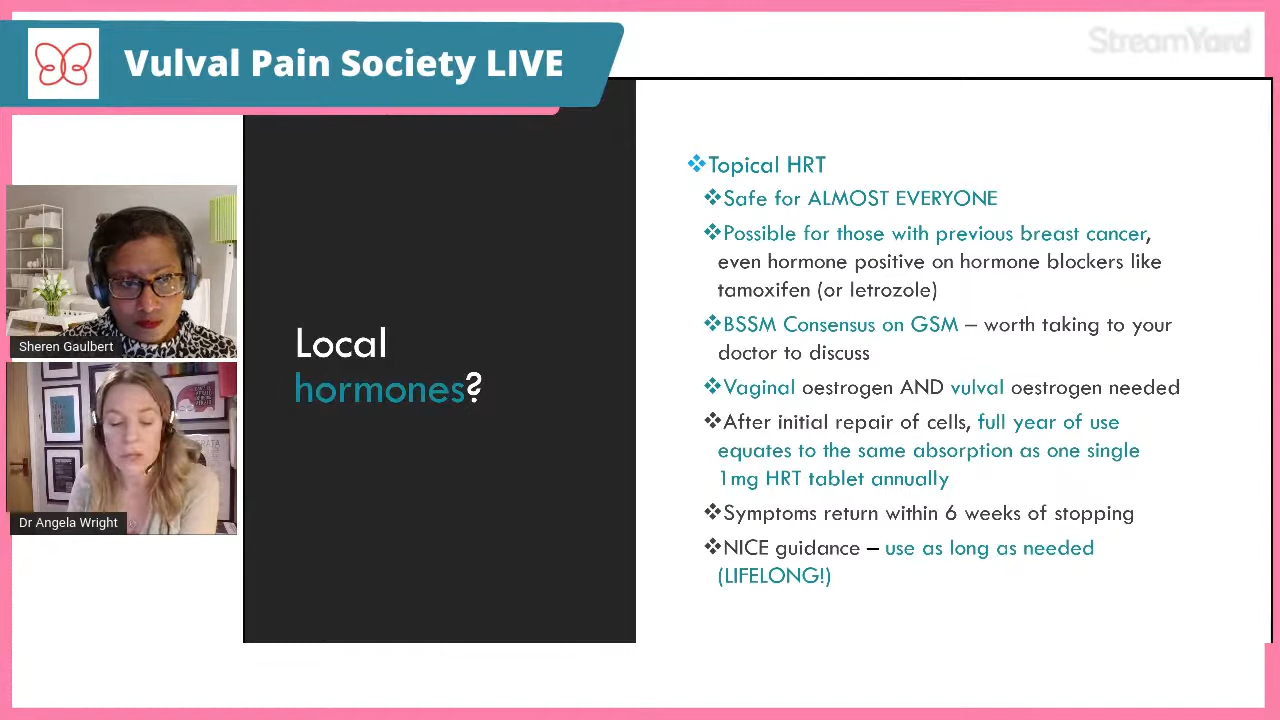 Vulval Pain Society LIVE
StreamYard
Sheren Gaulbert
Dr Angela Wright
Local
hormones?
❖Topical HRT
❖Safe for ALMOST EVERYONE
❖Possible for those with previous breast cancer,
even hormone positive on hormone blockers like
tamoxifen (or letrozole)
❖BSSM Consensus on GSM – worth taking to your
doctor to discuss
❖Vaginal oestrogen AND vulval oestrogen needed
❖After initial repair of cells, full year of use
equates to the same absorption as one single
1mg HRT tablet annually
❖Symptoms return within 6 weeks of stopping
❖NICE guidance – use as long as needed
(LIFELONG!)